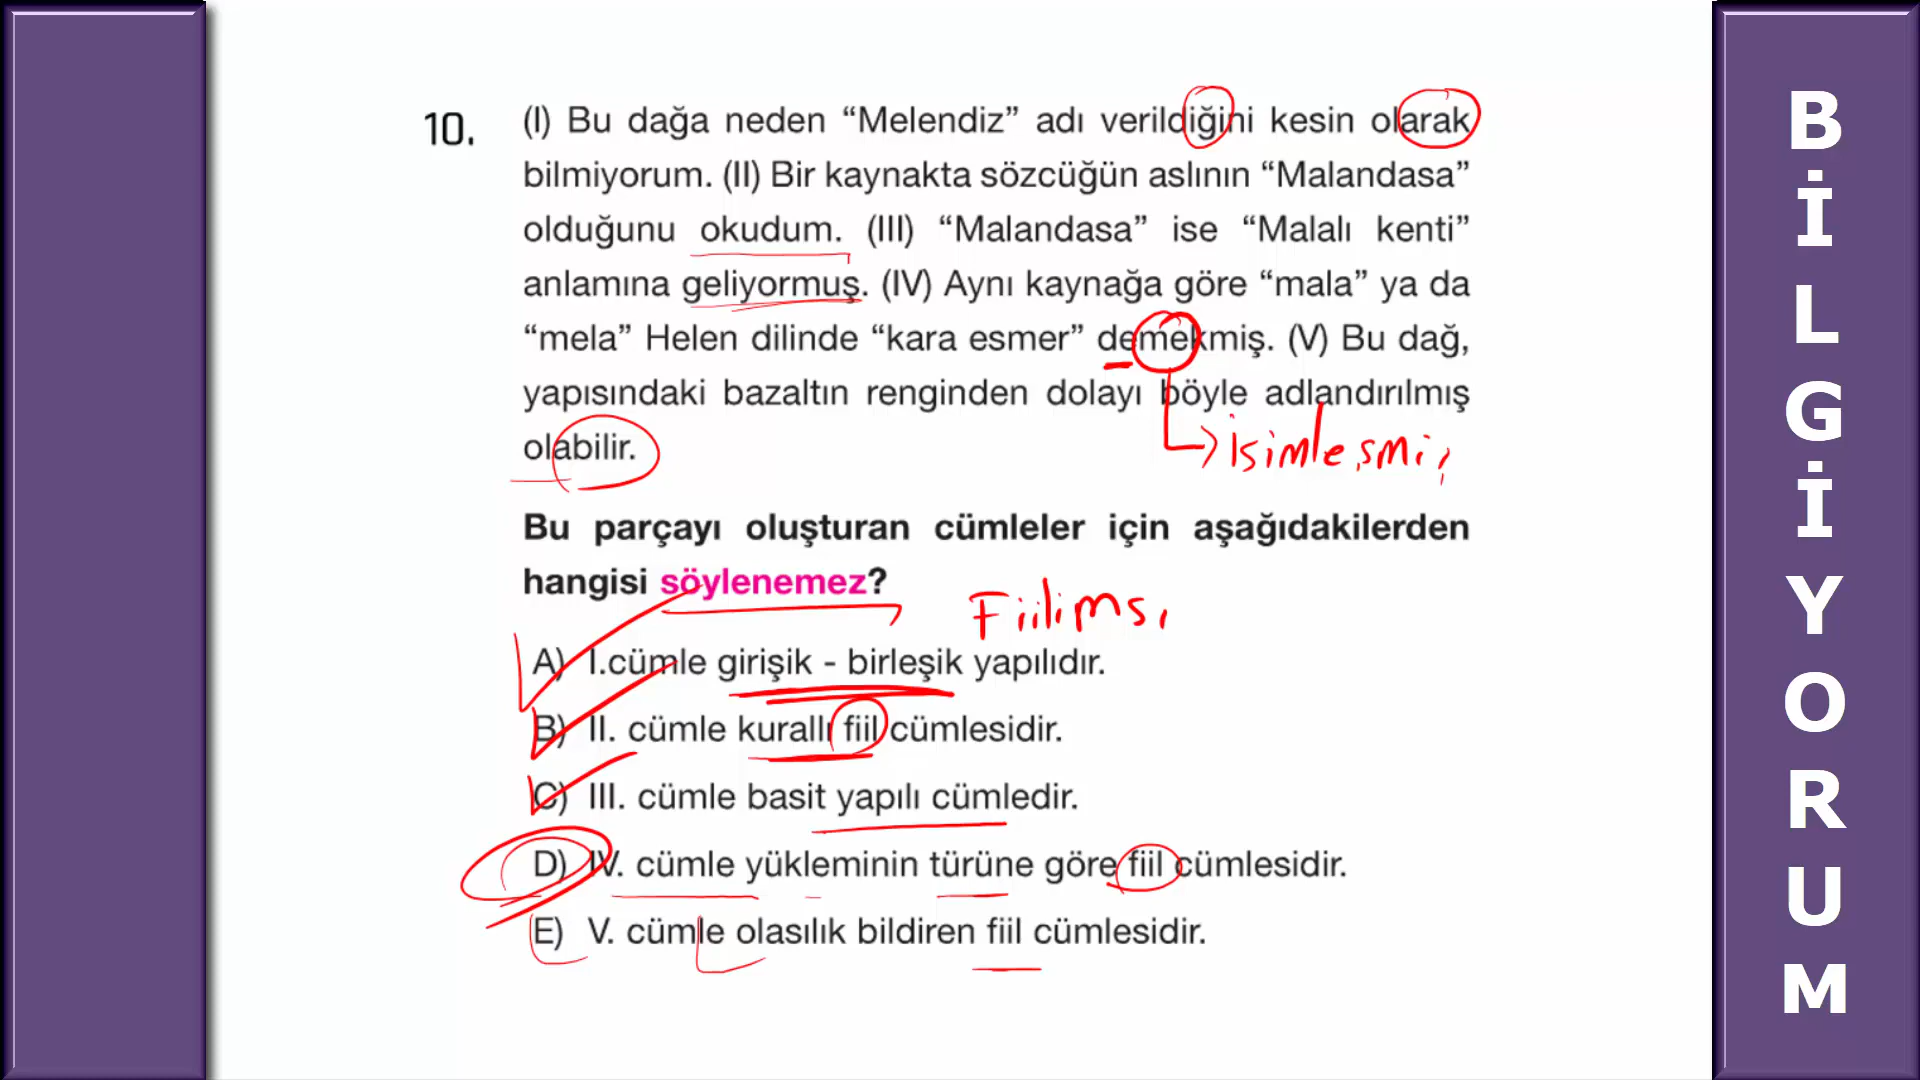 10. (I) Bu dağa neden “Melendiz” adı verildiğini kesin olarak
bilmiyorum. (II) Bir kaynakta sözcüğün aslının “Malandasa”
olduğunu okudum. (III) “Malandasa” ise “Malalı kenti”
anlamına geliyormuş. (IV) Aynı kaynağa göre “mala” ya da
“mela” Helen dilinde “kara esmer” demekmiş. (V) Bu dağ,
yapısındaki bazaltın renginden dolayı böyle adlandırılmış
olabilir.
isimleşmiş
Bu parçayı oluşturan cümleler için aşağıdakilerden
hangisi söylenemez?
Fiilimsi
A) I.cümle girişik - birleşik yapılıdır.
B) II. cümle kurallı fiil cümlesidir.
C) III. cümle basit yapılı cümledir.
D) IV. cümle yükleminin türüne göre fiil cümlesidir.
E) V. cümle olasılık bildiren fiil cümlesidir.
BİLGİYORUM